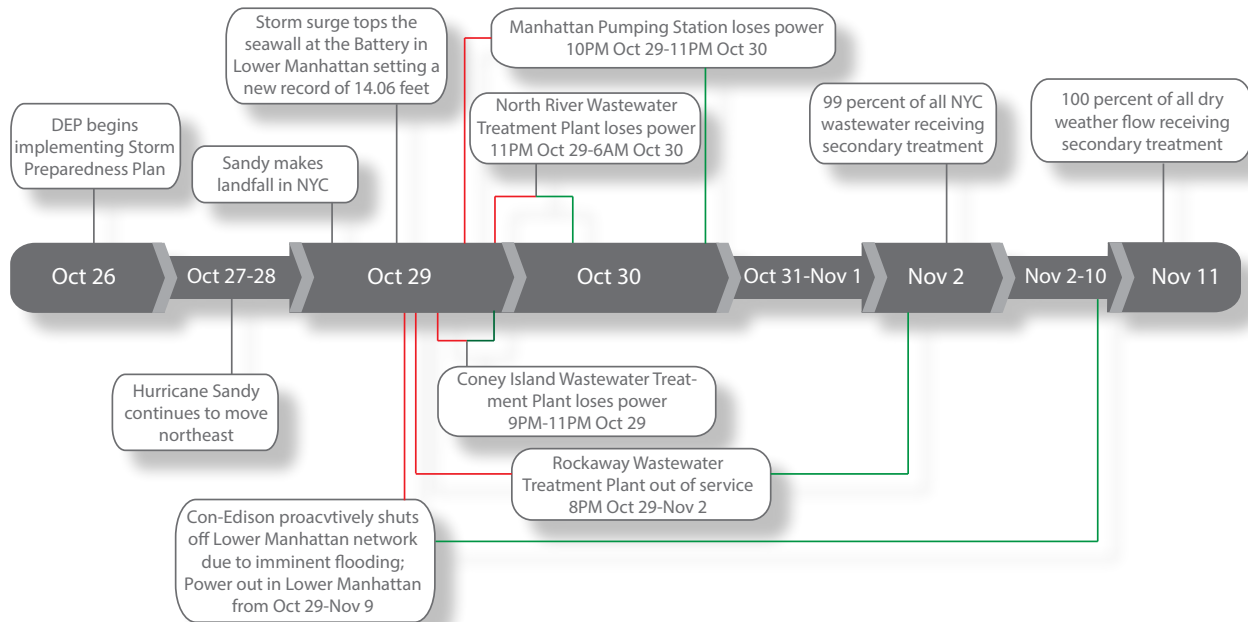 Storm surge tops the
seawall at the Battery in
Lower Manhattan setting a
new record of 14.06 feet
Manhattan Pumping Station loses power
10PM Oct 29-11PM Oct 30
DEP begins
implementing Storm
Preparedness Plan
Sandy makes
landfall in NYC
North River Wastewater
Treatment Plant loses power
11PM Oct 29-6AM Oct 30
99 percent of all NYC
wastewater receiving
secondary treatment
100 percent of all dry
weather flow receiving
secondary treatment
Oct 26
Oct 27-28
Oct 29
Oct 30
Oct 31-Nov 1
Nov 2
Nov 2-10
Nov 11
Hurricane Sandy
continues to move
northeast
Coney Island Wastewater Treat-
ment Plant loses power
9PM-11PM Oct 29
Rockaway Wastewater
Treatment Plant out of service
8PM Oct 29-Nov 2
Con-Edison proacvtively shuts
off Lower Manhattan network
due to imminent flooding;
Power out in Lower Manhattan
from Oct 29-Nov 9